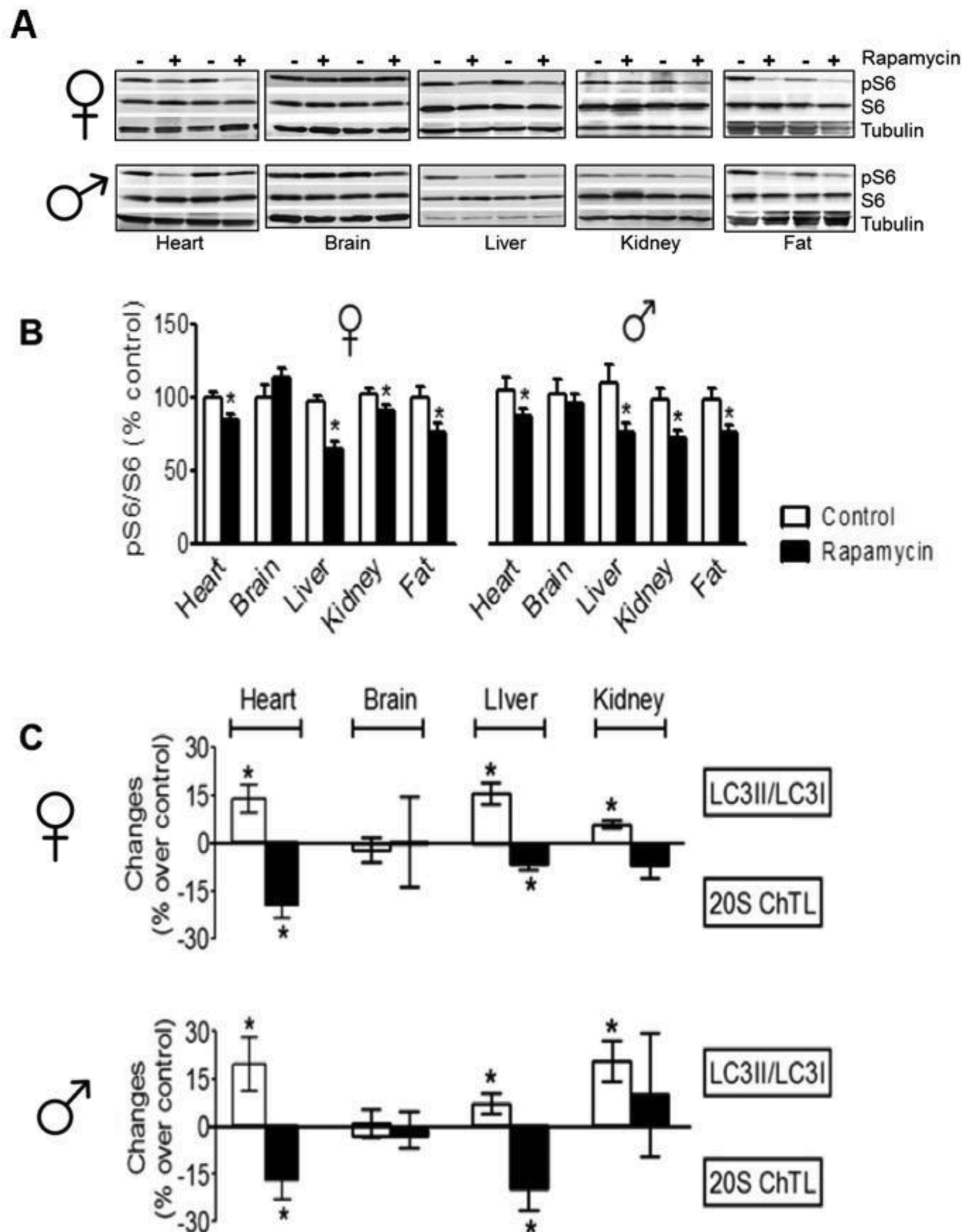 A
- + - + - + - + - + - + - + - + - + - + Rapamycin
♀ pS6
S6
Tubulin
♂ pS6
S6
Tubulin
Heart Brain Liver Kidney Fat
B
pS6/S6 (% control)
150
100
50
0
♀
♂
* * * *
* * * *
Heart Brain Liver Kidney Fat
Heart Brain Liver Kidney Fat
Control
Rapamycin
C
Heart Brain LIver Kidney
♀
Changes
(% over control)
30
15
0
-15
-30
* * *
* *
LC3II/LC3I
20S ChTL
♂
Changes
(% over control)
30
15
0
-15
-30
* * *
* *
LC3II/LC3I
20S ChTL